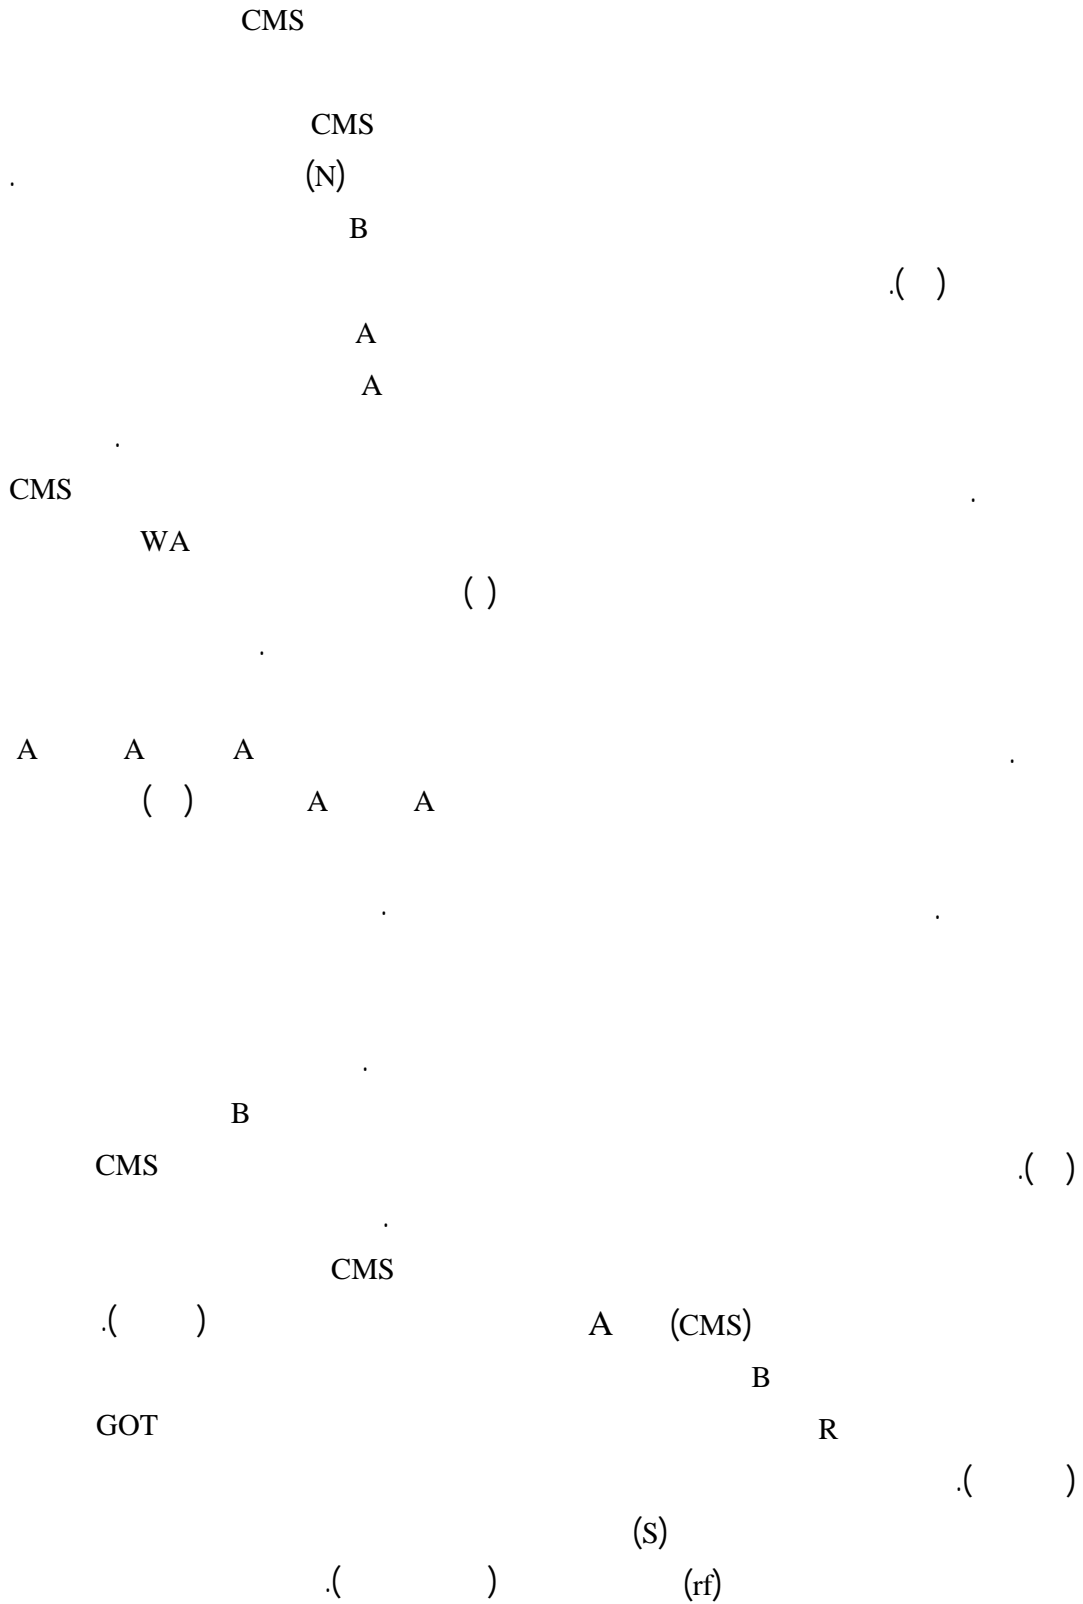 CMS
CMS
(N) .
B
( ).
A
A
.
. CMS
WA
( )
.
. A A A
A A ( )
. .
.
B
( ). CMS
.
CMS
(CMS) A ( ).
B
R GOT
( ).
(S)
(rf) ( ).